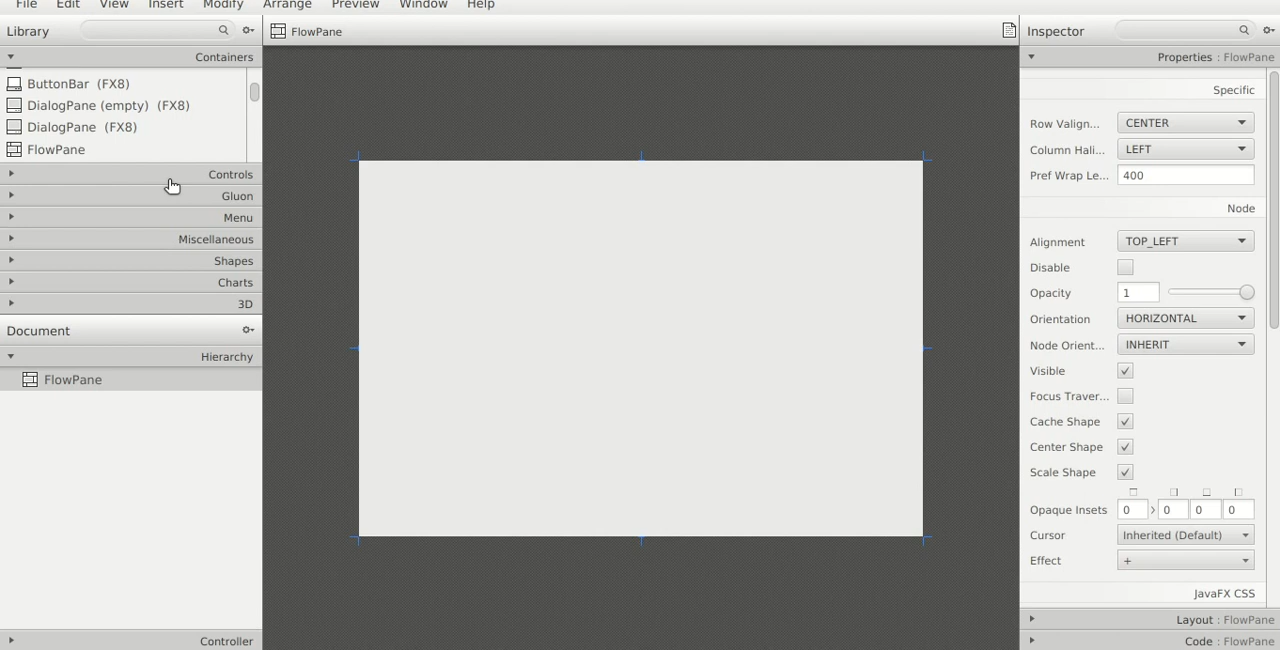 File Edit View Insert Modify Arrange Preview Window Help
Library
FlowPane
Inspector
Containers
Properties : FlowPane
ButtonBar (FX8)
DialogPane (empty) (FX8)
DialogPane (FX8)
FlowPane
Controls
Gluon
Menu
Miscellaneous
Shapes
Charts
3D
Document
Hierarchy
FlowPane
Controller
Specific
Row Valign... CENTER
Column Hali... LEFT
Pref Wrap Le... 400
Node
Alignment TOP_LEFT
Disable
Opacity 1
Orientation HORIZONTAL
Node Orient... INHERIT
Visible
Focus Traver...
Cache Shape
Center Shape
Scale Shape
Opaque Insets 0 > 0 0 0
Cursor Inherited (Default)
Effect +
JavaFX CSS
Layout : FlowPane
Code : FlowPane